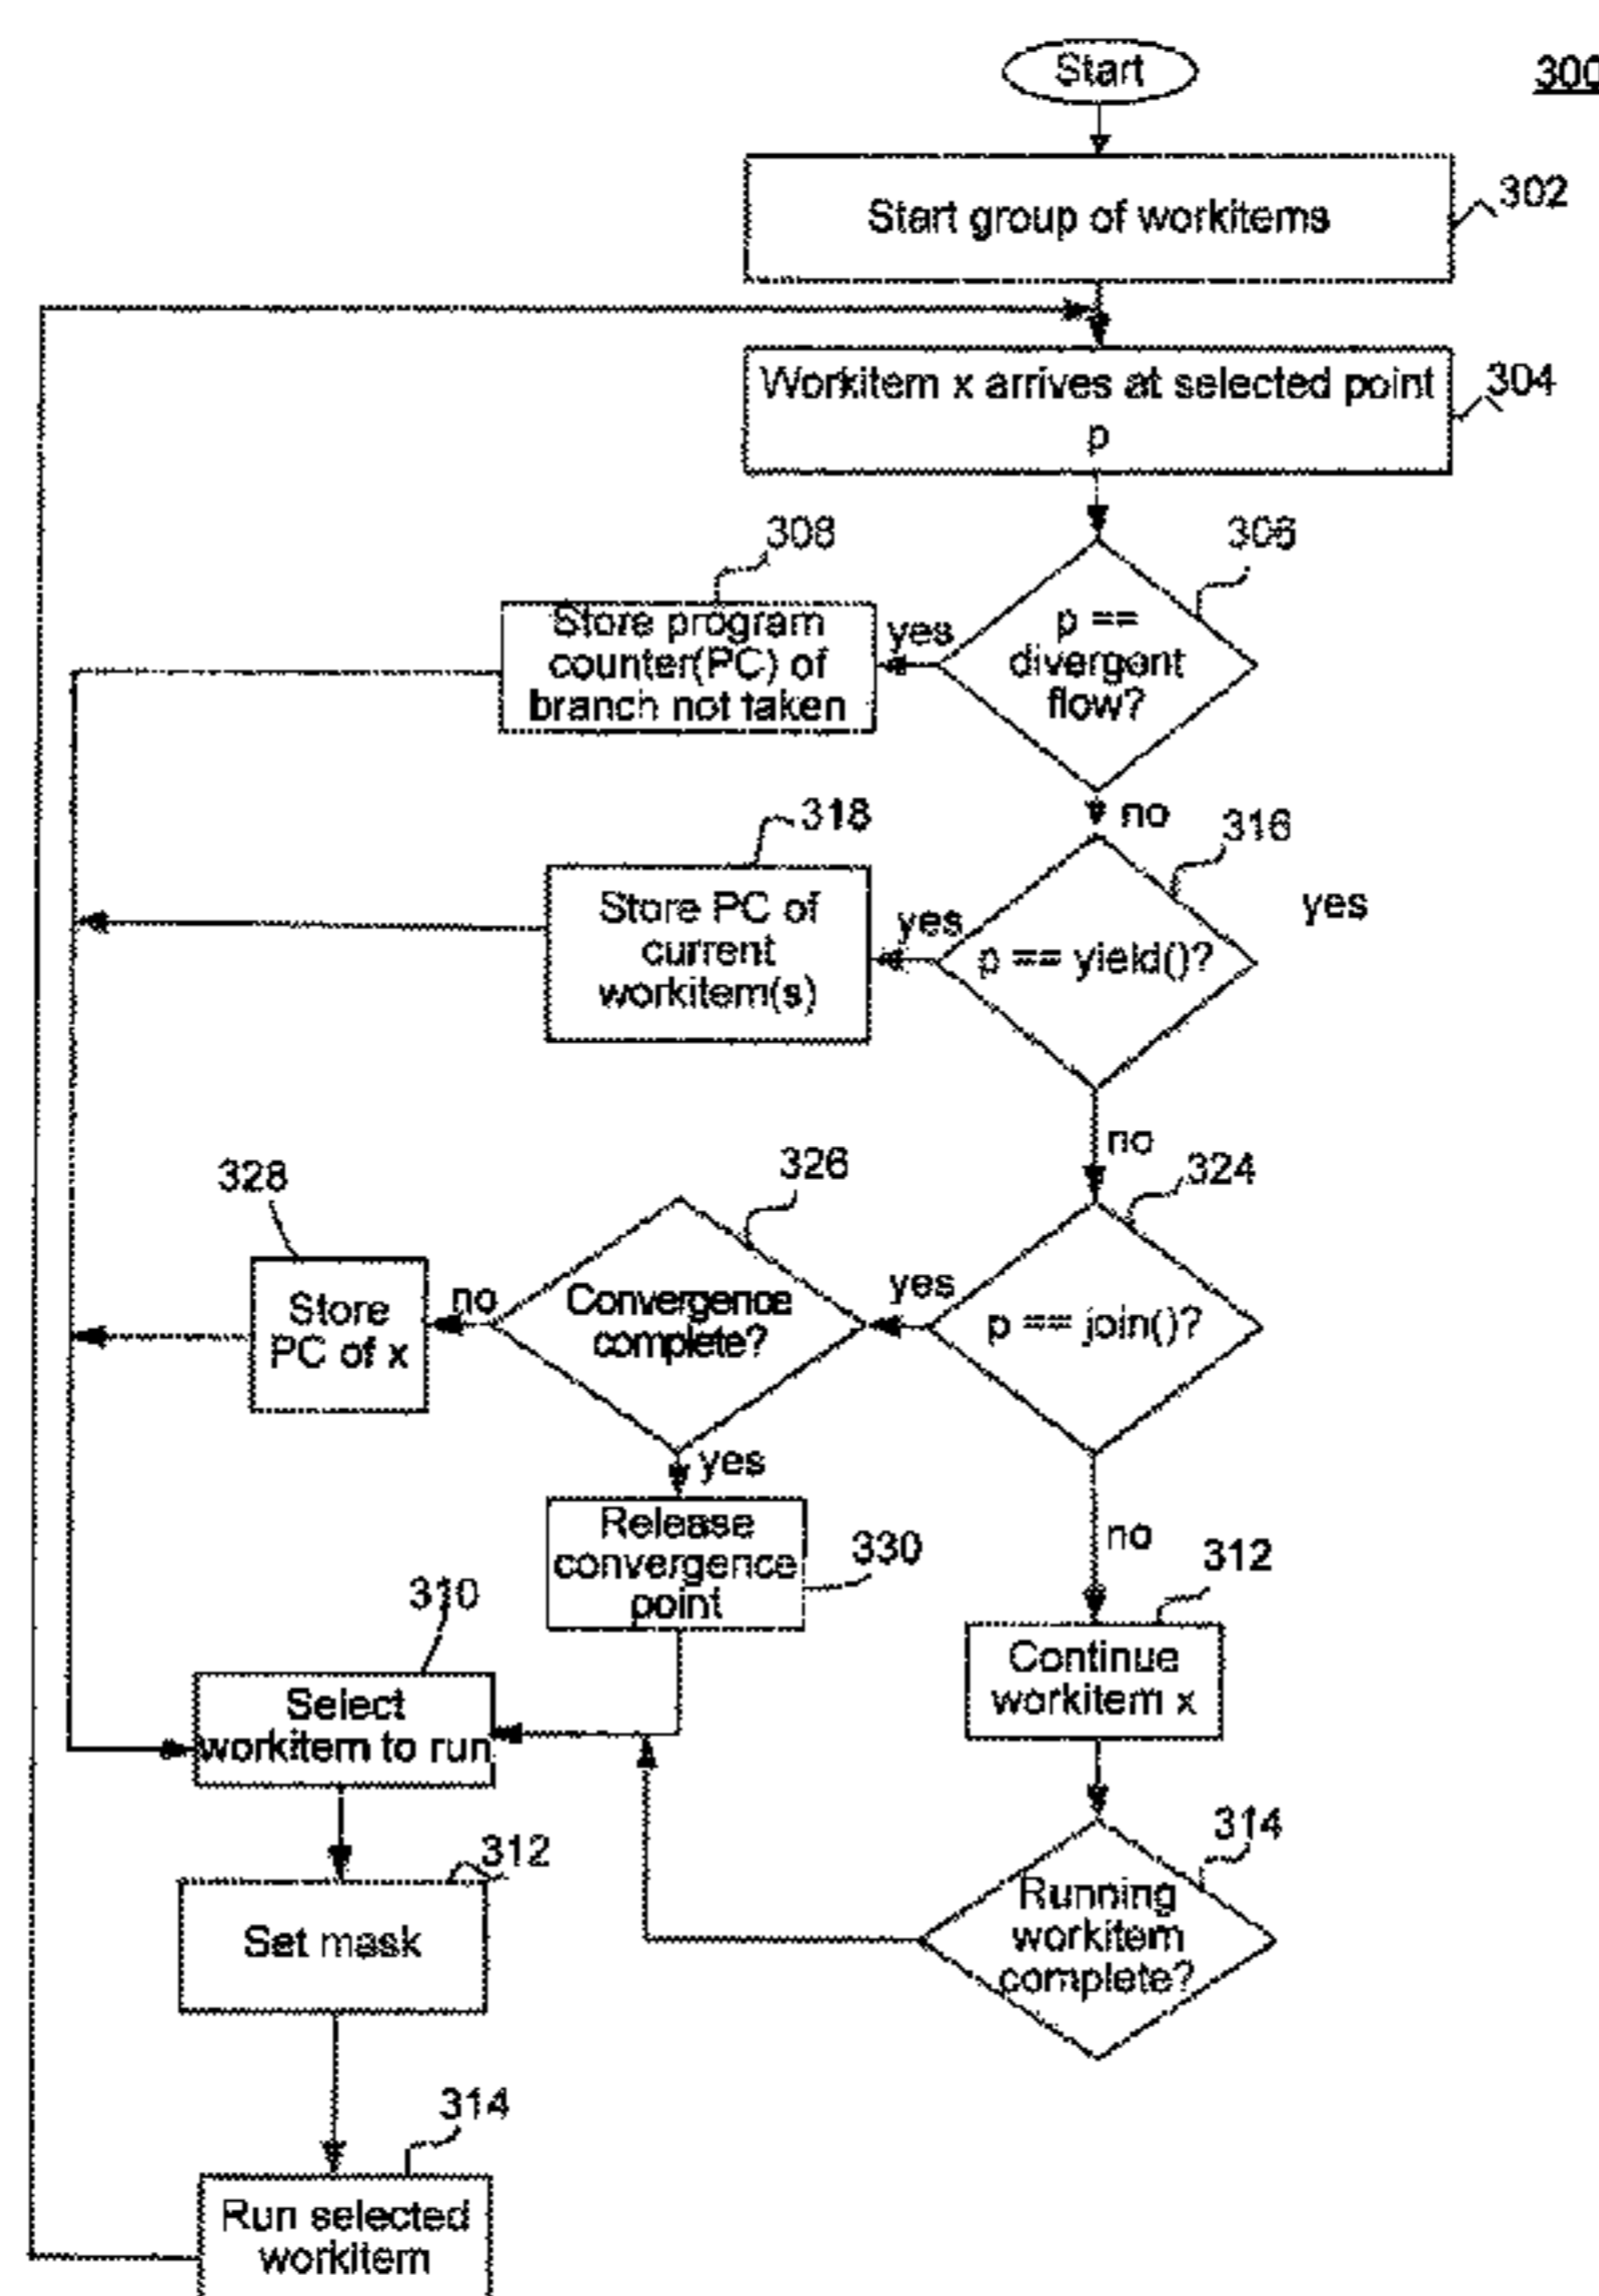 Start
300
Start group of workitems
302
Workitem x arrives at selected point
p
304
306
p ==
divergent
flow?
yes
308
Store program
counter(PC) of
branch not taken
no
316
p == yield()?
yes
yes
318
Store PC of
current
workitem(s)
no
324
p == join()?
yes
326
Convergence
complete?
no
328
Store
PC of x
yes
Release
convergence
point
330
no
312
Continue
workitem x
310
Select
workitem to run
314
Running
workitem
complete?
312
Set mask
314
Run selected
workitem